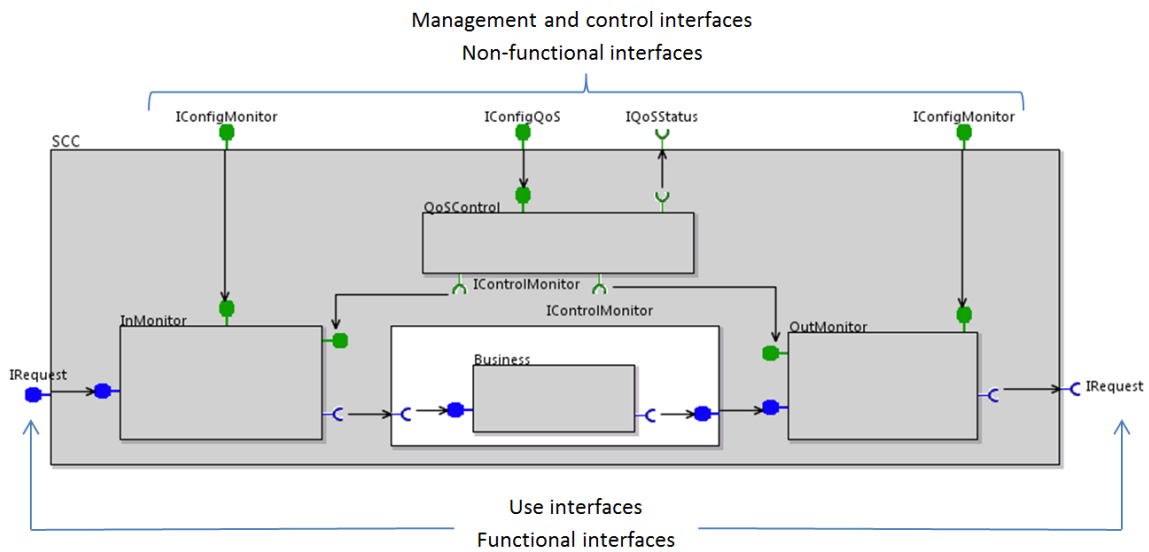 Management and control interfaces
Non-functional interfaces
IConfigMonitor
IConfigQoS
IQoSStatus
IConfigMonitor
SCC
QoSControl
IControlMonitor
IControlMonitor
InMonitor
OutMonitor
Business
IRequest
IRequest
Use interfaces
Functional interfaces